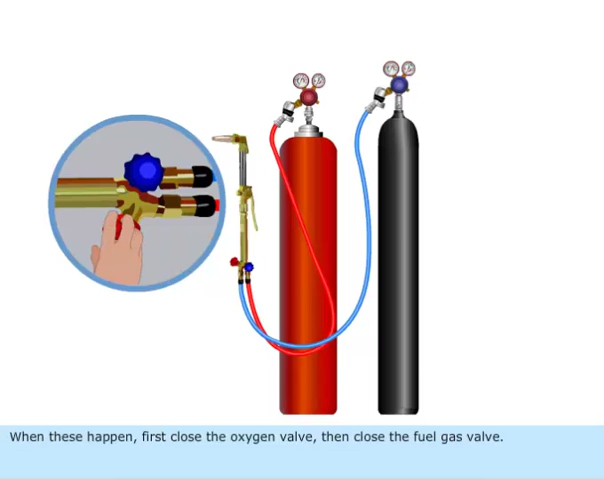 When these happen, first close the oxygen valve, then close the fuel gas valve.